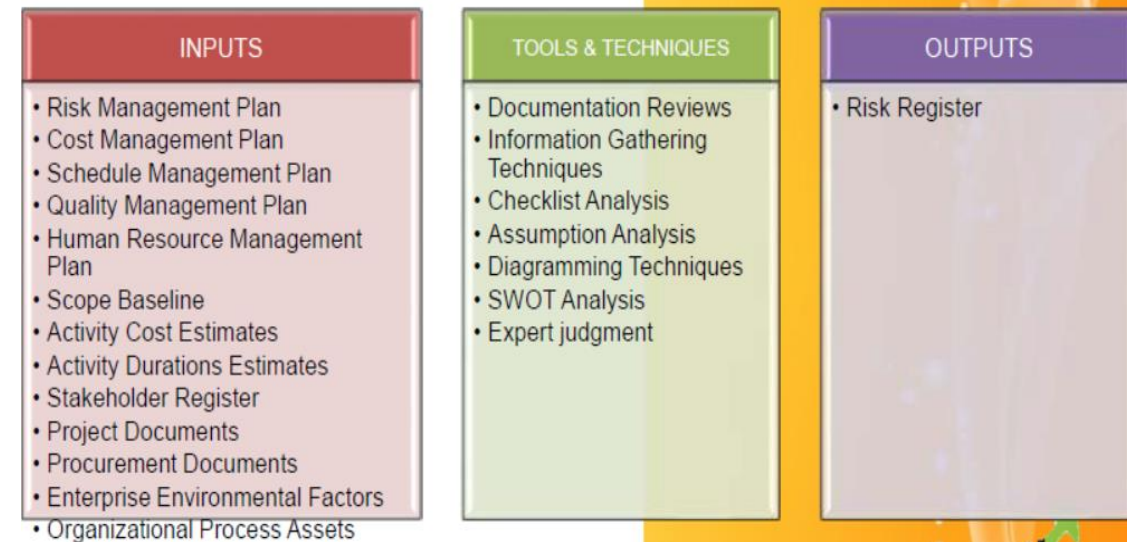 INPUTS
• Risk Management Plan
• Cost Management Plan
• Schedule Management Plan
• Quality Management Plan
• Human Resource Management
Plan
• Scope Baseline
• Activity Cost Estimates
• Activity Durations Estimates
• Stakeholder Register
• Project Documents
• Procurement Documents
• Enterprise Environmental Factors
• Organizational Process Assets
TOOLS & TECHNIQUES
• Documentation Reviews
• Information Gathering
Techniques
• Checklist Analysis
• Assumption Analysis
• Diagramming Techniques
• SWOT Analysis
• Expert judgment
OUTPUTS
• Risk Register